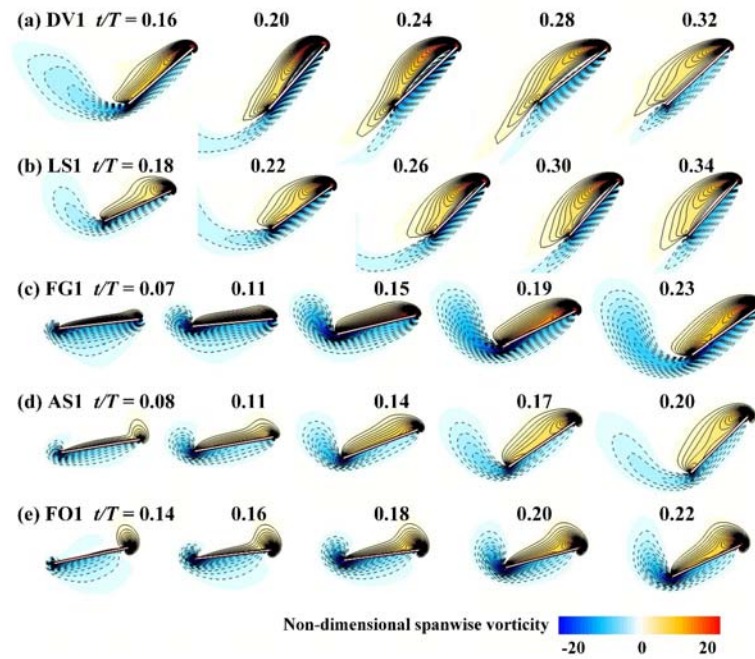 (a) DV1 t/T = 0.16 0.20 0.24 0.28 0.32
(b) LS1 t/T = 0.18 0.22 0.26 0.30 0.34
(c) FG1 t/T = 0.07 0.11 0.15 0.19 0.23
(d) AS1 t/T = 0.08 0.11 0.14 0.17 0.20
(e) FO1 t/T = 0.14 0.16 0.18 0.20 0.22
Non-dimensional spanwise vorticity
-20 0 20